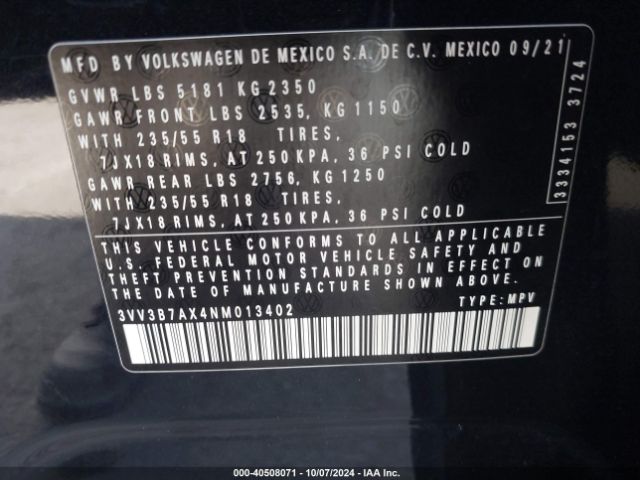 MFD BY VOLKSWAGEN DE MEXICO S.A. DE C.V. MEXICO 09/21
GVWR LBS 5181 KG 2350
GAWR FRONT LBS 2535, KG 1150
WITH 235/55 R18 TIRES,
7JX18 RIMS, AT 250 KPA, 36 PSI COLD
GAWR REAR LBS 2756, KG 1250
WITH 235/55 R18 TIRES,
7JX18 RIMS, AT 250 KPA, 36 PSI COLD
THIS VEHICLE CONFORMS TO ALL APPLICABLE
U.S. FEDERAL MOTOR VEHICLE SAFETY AND
THEFT PREVENTION STANDARDS IN EFFECT ON
THE DATE OF MANUFACTURE SHOWN ABOVE.
3VV3B7AX4NM013402 TYPE: MPV
3334153 3724
000-40508071 - 10/07/2024 - IAA Inc.